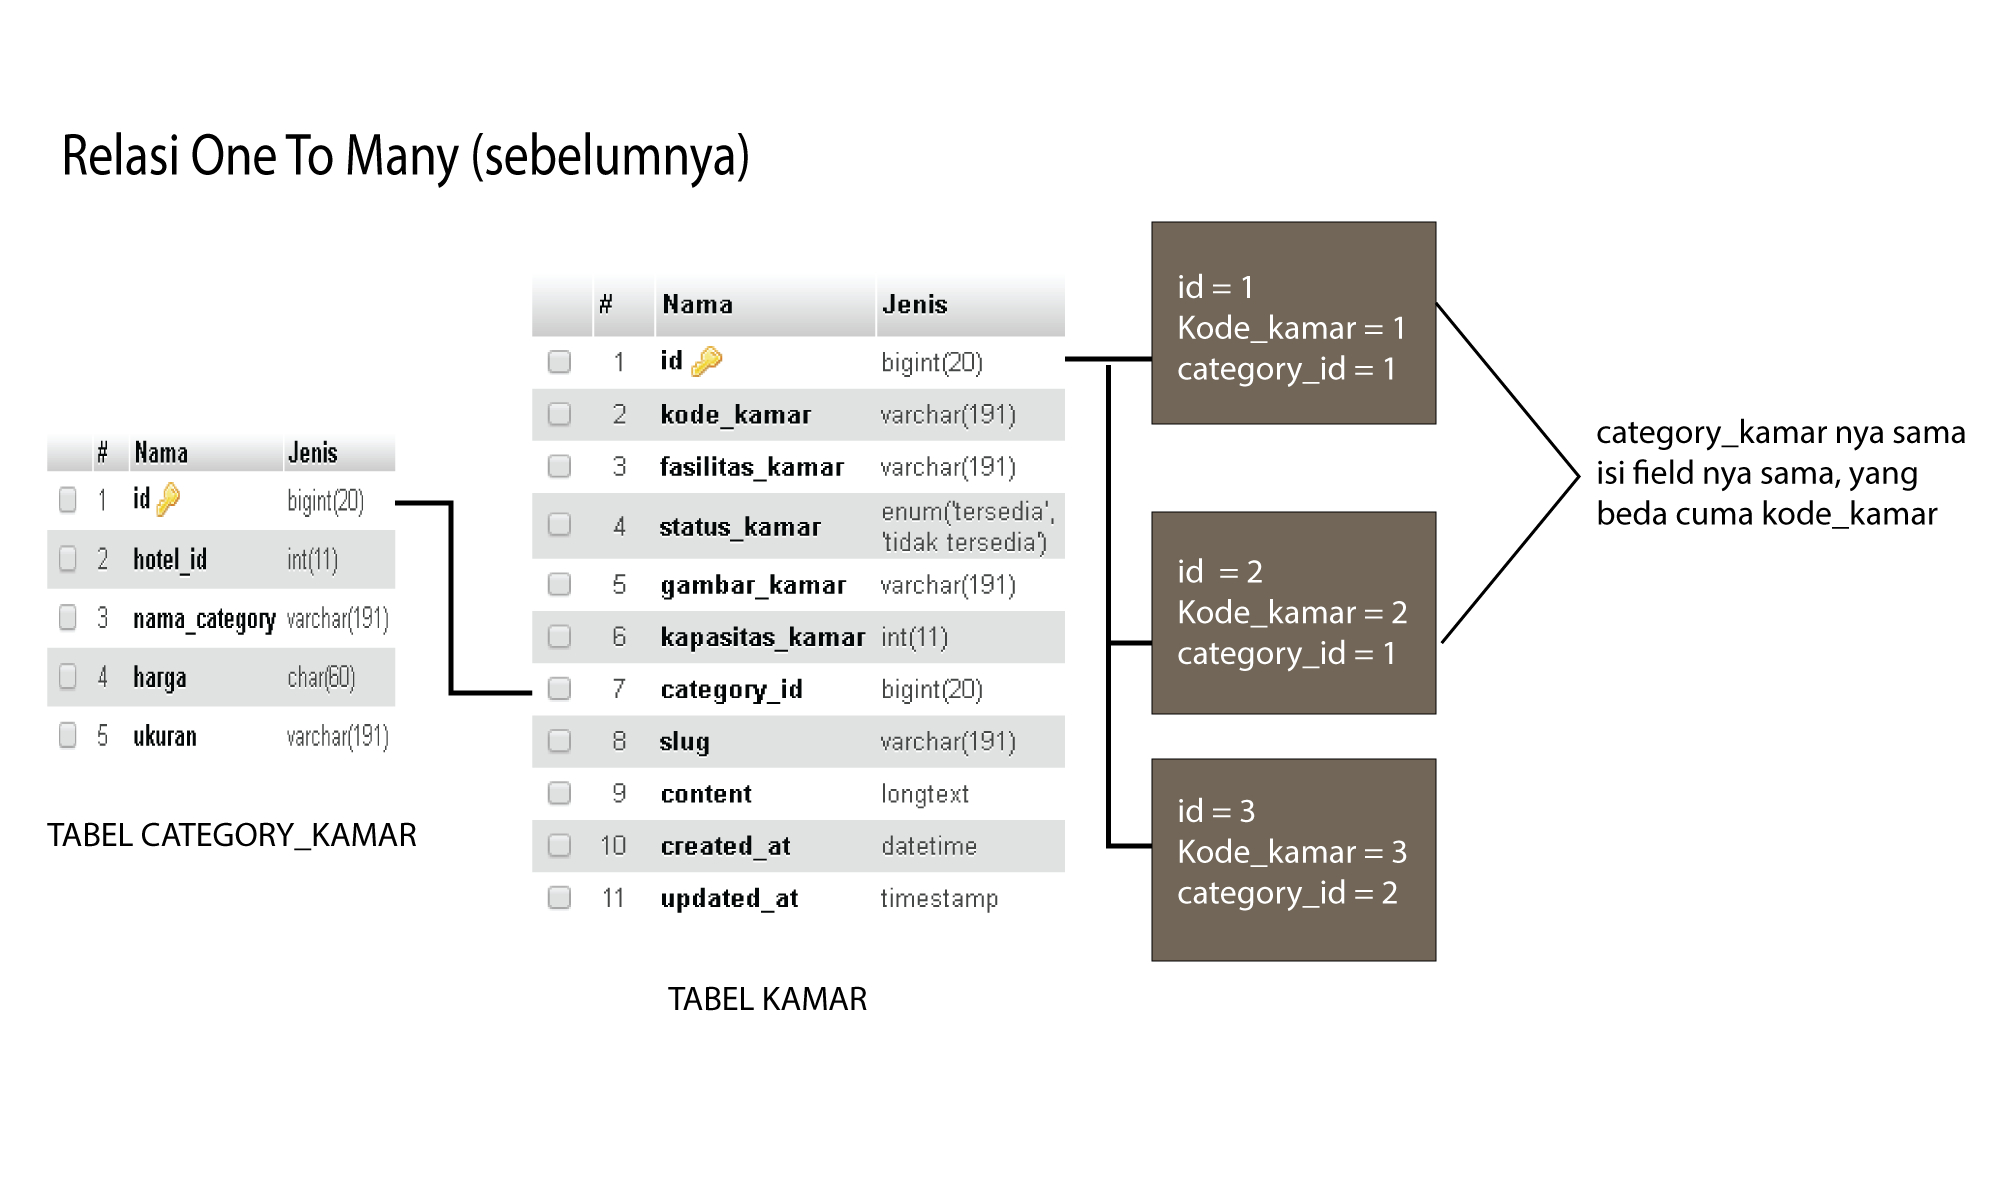 Relasi One To Many (sebelumnya)
# Nama Jenis
1 id bigint(20)
2 hotel_id int(11)
3 nama_category varchar(191)
4 harga char(60)
5 ukuran varchar(191)
TABEL CATEGORY_KAMAR
# Nama Jenis
1 id bigint(20)
2 kode_kamar varchar(191)
3 fasilitas_kamar varchar(191)
4 status_kamar enum('tersedia',
'tidak tersedia')
5 gambar_kamar varchar(191)
6 kapasitas_kamar int(11)
7 category_id bigint(20)
8 slug varchar(191)
9 content longtext
10 created_at datetime
11 updated_at timestamp
TABEL KAMAR
id = 1
Kode_kamar = 1
category_id = 1
id  = 2
Kode_kamar = 2
category_id = 1
id = 3
Kode_kamar = 3
category_id = 2
category_kamar nya sama
isi field nya sama, yang
beda cuma kode_kamar